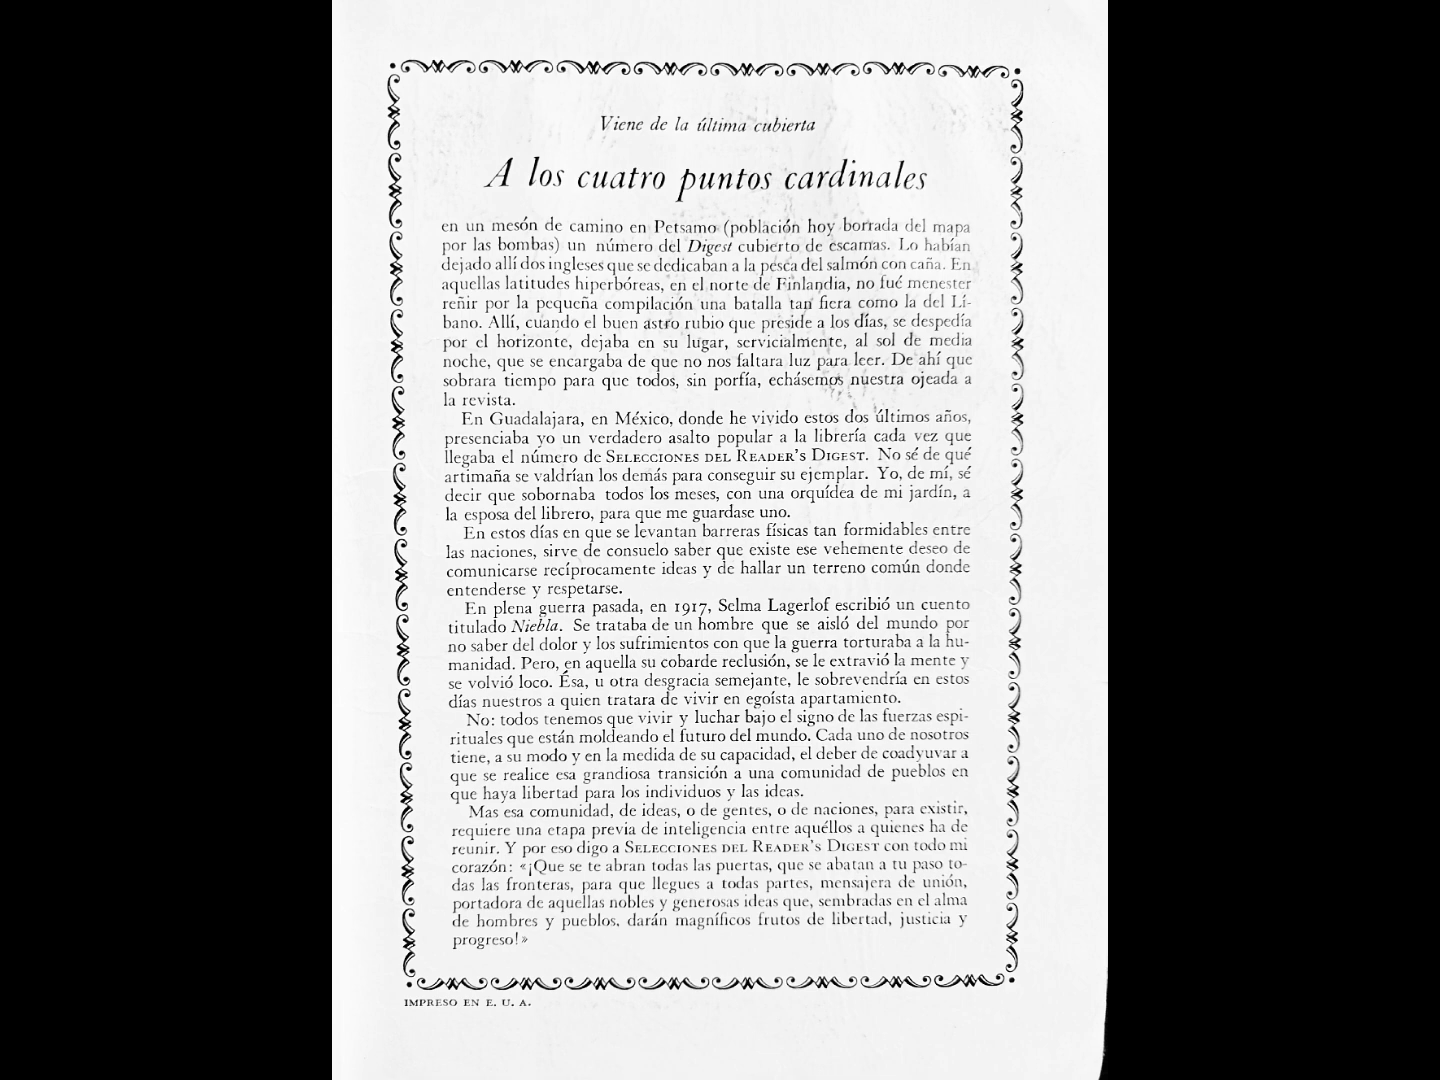 Viene de la última cubierta
A los cuatro puntos cardinales
en un mesón de camino en Petsamo (población hoy borrada del mapa
por las bombas) un número del Digest cubierto de escamas. Lo habían
dejado allí dos ingleses que se dedicaban a la pesca del salmón con caña. En
aquellas latitudes hiperbóreas, en el norte de Finlandia, no fué menester
reñir por la pequeña compilación una batalla tan fiera como la del Lí-
bano. Allí, cuando el buen astro rubio que preside a los días, se despedía
por el horizonte, dejaba en su lugar, servicialmente, al sol de media
noche, que se encargaba de que no nos faltara luz para leer. De ahí que
sobrara tiempo para que todos, sin porfía, echásemos nuestra ojeada a
la revista.
En Guadalajara, en México, donde he vivido estos dos últimos años,
presenciaba yo un verdadero asalto popular a la librería cada vez que
llegaba el número de SELECCIONES DEL READER'S DIGEST. No sé de qué
artimaña se valdrían los demás para conseguir su ejemplar. Yo, de mí, sé
decir que sobornaba todos los meses, con una orquídea de mi jardín, a
la esposa del librero, para que me guardase uno.
En estos días en que se levantan barreras físicas tan formidables entre
las naciones, sirve de consuelo saber que existe ese vehemente deseo de
comunicarse recíprocamente ideas y de hallar un terreno común donde
entenderse y respetarse.
En plena guerra pasada, en 1917, Selma Lagerlof escribió un cuento
titulado Niebla. Se trataba de un hombre que se aisló del mundo por
no saber del dolor y los sufrimientos con que la guerra torturaba a la hu-
manidad. Pero, en aquella su cobarde reclusión, se le extravió la mente y
se volvió loco. Ésa, u otra desgracia semejante, le sobrevendría en estos
días nuestros a quien tratara de vivir en egoísta apartamiento.
No: todos tenemos que vivir y luchar bajo el signo de las fuerzas espi-
rituales que están moldeando el futuro del mundo. Cada uno de nosotros
tiene, a su modo y en la medida de su capacidad, el deber de coadyuvar a
que se realice esa grandiosa transición a una comunidad de pueblos en
que haya libertad para los individuos y las ideas.
Mas esa comunidad, de ideas, o de gentes, o de naciones, para existir,
requiere una etapa previa de inteligencia entre aquéllos a quienes ha de
reunir. Y por eso digo a SELECCIONES DEL READER'S DIGEST con todo mi
corazón: «¡Que se te abran todas las puertas, que se abatan a tu paso to-
das las fronteras, para que llegues a todas partes, mensajera de unión,
portadora de aquellas nobles y generosas ideas que, sembradas en el alma
de hombres y pueblos, darán magníficos frutos de libertad, justicia y
progreso!»
IMPRESO EN E. U. A.